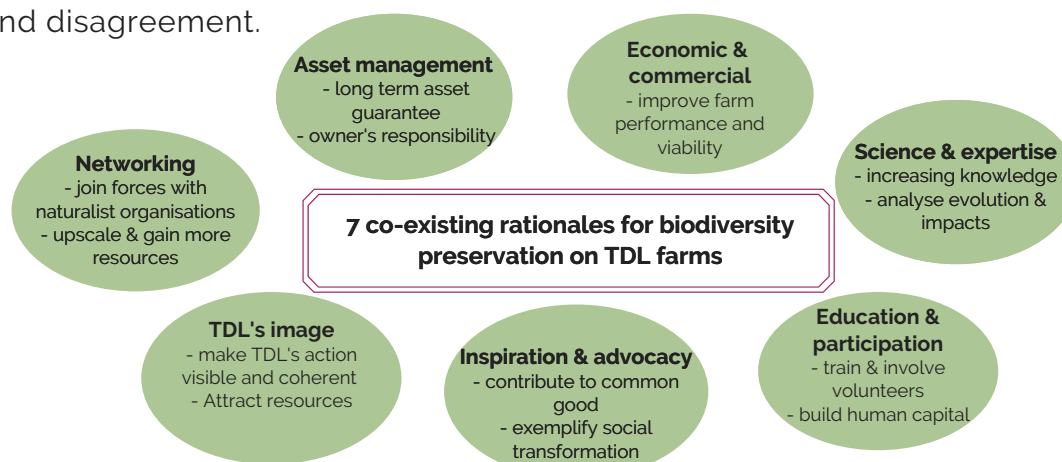 nd disagreement.
Asset management
- long term asset
guarantee
- owner's responsibility
Economic &
commercial
- improve farm
performance and
viability
Networking
- join forces with
naturalist organisations
- upscale & gain more
resources
Science & expertise
- increasing knowledge
- analyse evolution &
impacts
7 co-existing rationales for biodiversity
preservation on TDL farms
TDL's image
- make TDL's action
visible and coherent
- Attract resources
Inspiration & advocacy
- contribute to common
good
- exemplify social
transformation
Education &
participation
- train & involve
volunteers
- build human capital